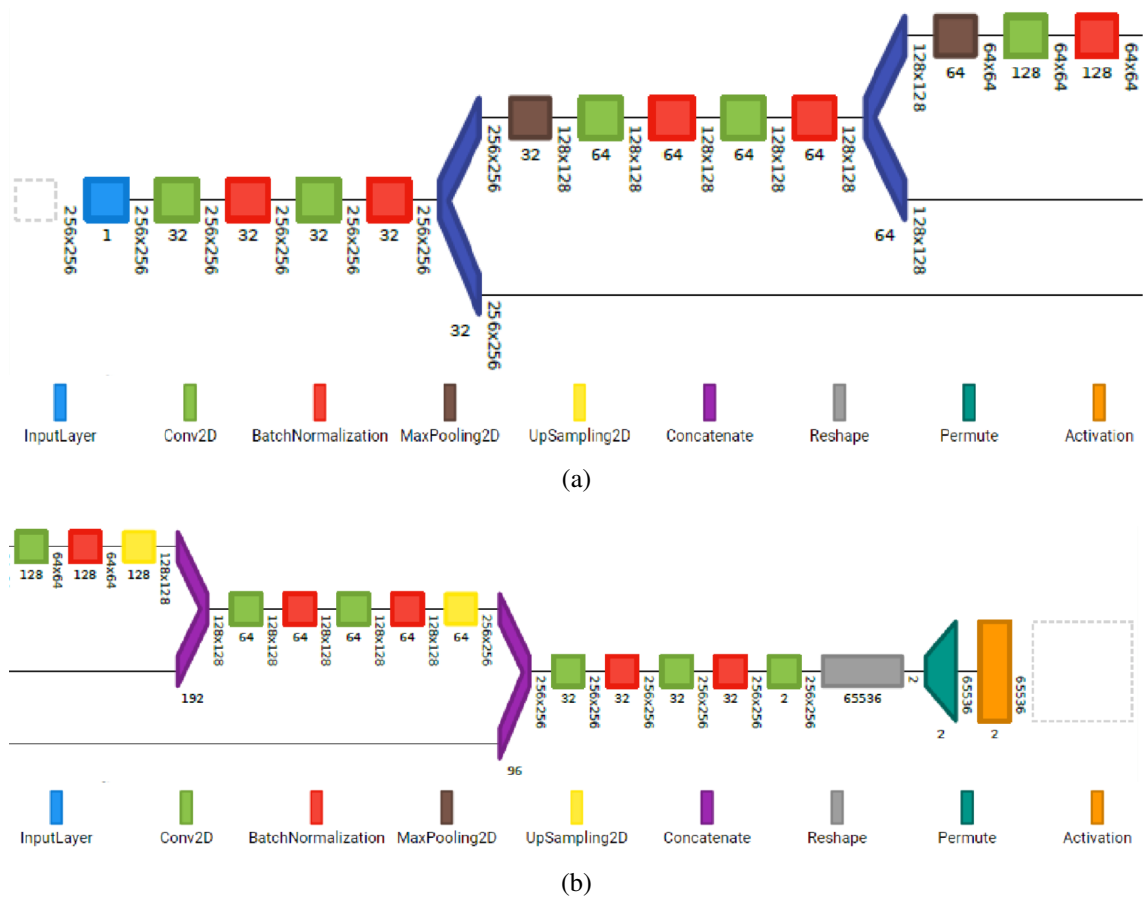 256x256 1 256x256 32 256x256 32 256x256 32 256x256 32 256x256
32
256x256 32 128x128 64 128x128 64 128x128 64 128x128 64 128x128
256x256
64
128x128 64 64x64 128 64x64 128 64x64
128x128
InputLayer Conv2D BatchNormalization MaxPooling2D UpSampling2D Concatenate Reshape Permute Activation
(a)
128 64x64 128 64x64 128 128x128
192
128x128 64 128x128 64 128x128 64 128x128 64 128x128 64 256x256
96
256x256 32 256x256 32 256x256 32 256x256 32 256x256 2 256x256 65536 2 2 65536 2 65536
InputLayer Conv2D BatchNormalization MaxPooling2D UpSampling2D Concatenate Reshape Permute Activation
(b)